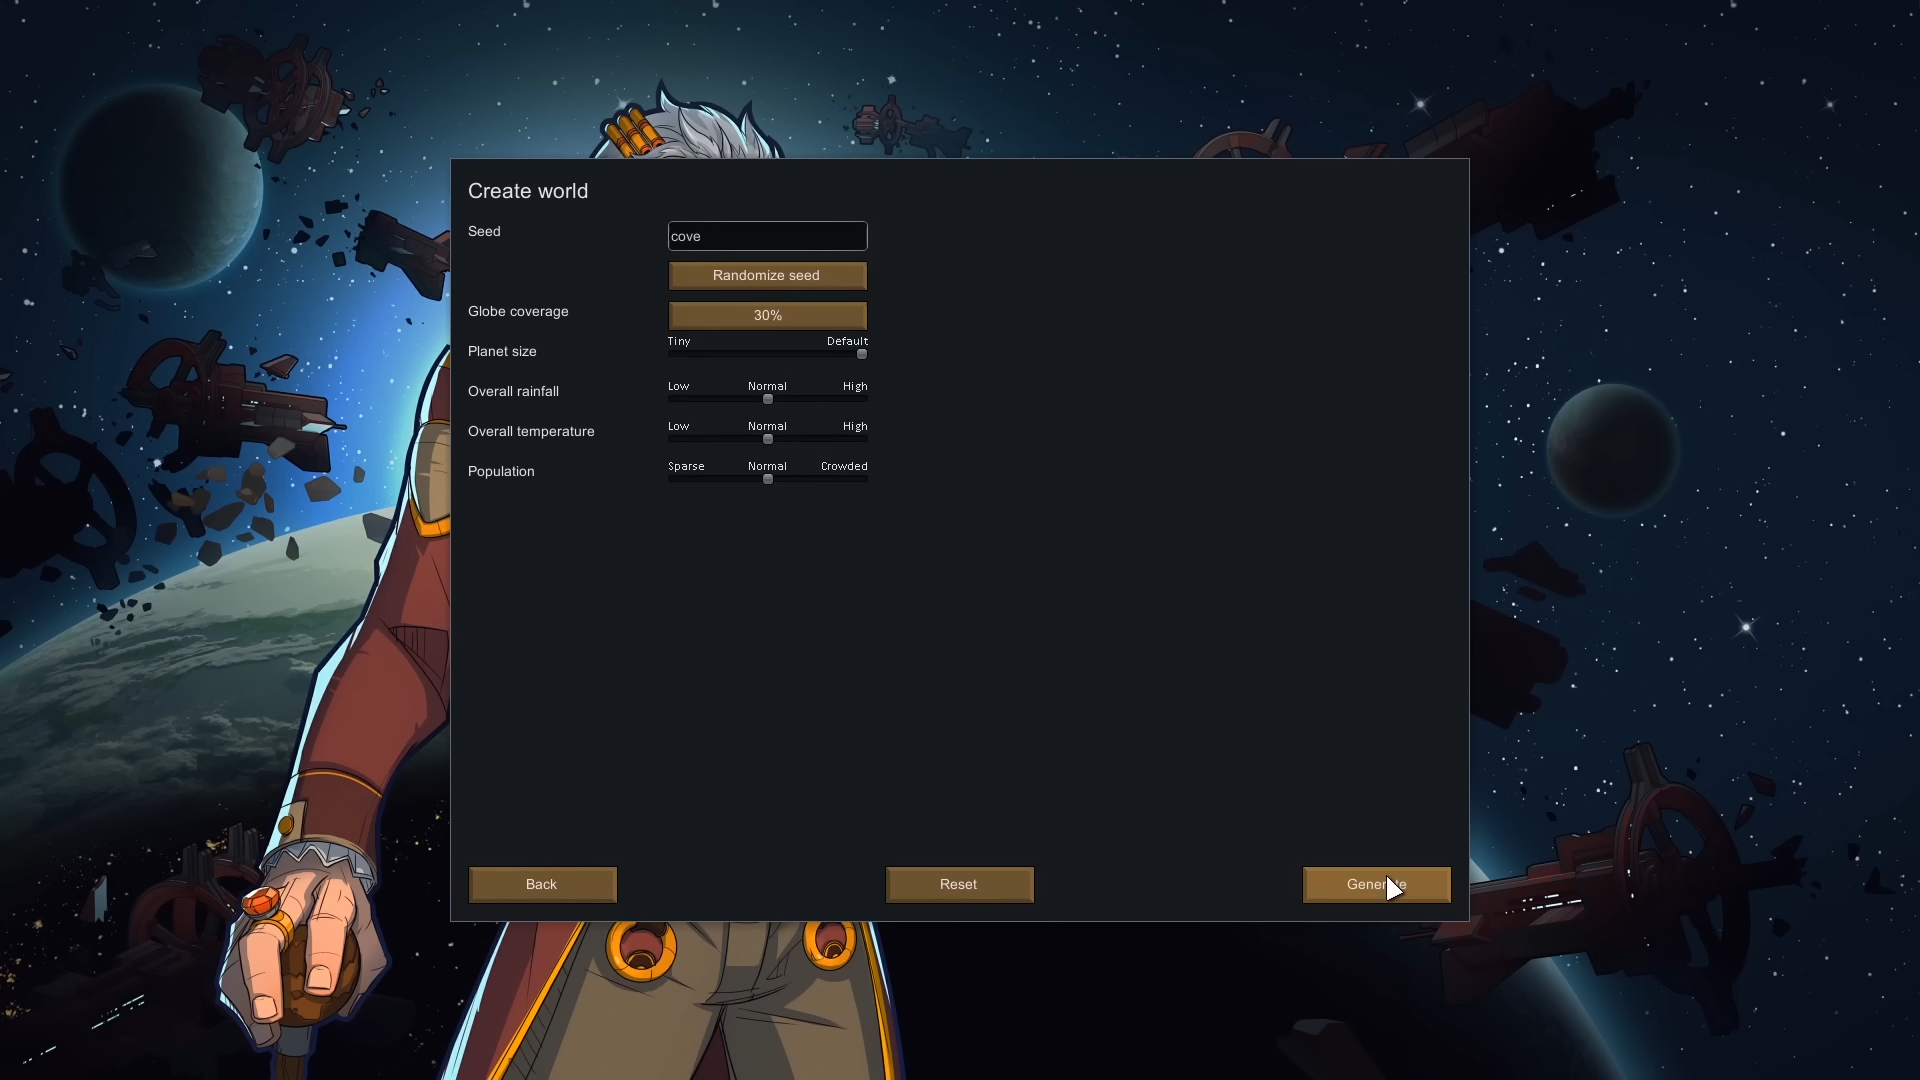 Create world
Seed
cove
Randomize seed
Globe coverage
30%
Planet size
Tiny Default
Overall rainfall
Low Normal High
Overall temperature
Low Normal High
Population
Sparse Normal Crowded
Back
Reset
Generate